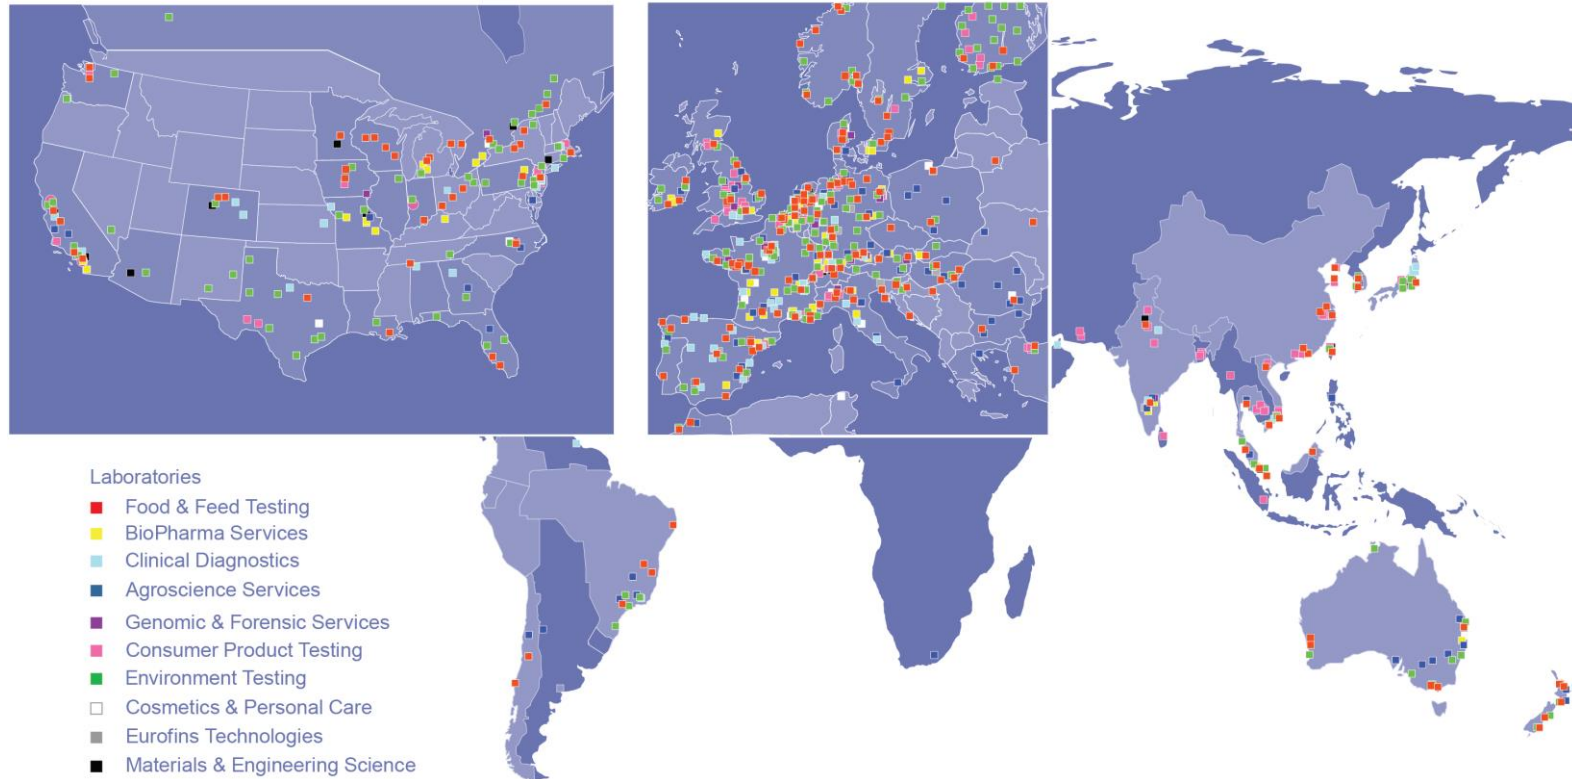 Laboratories
Food & Feed Testing
BioPharma Services
Clinical Diagnostics
Agroscience Services
Genomic & Forensic Services
Consumer Product Testing
Environment Testing
Cosmetics & Personal Care
Eurofins Technologies
Materials & Engineering Science